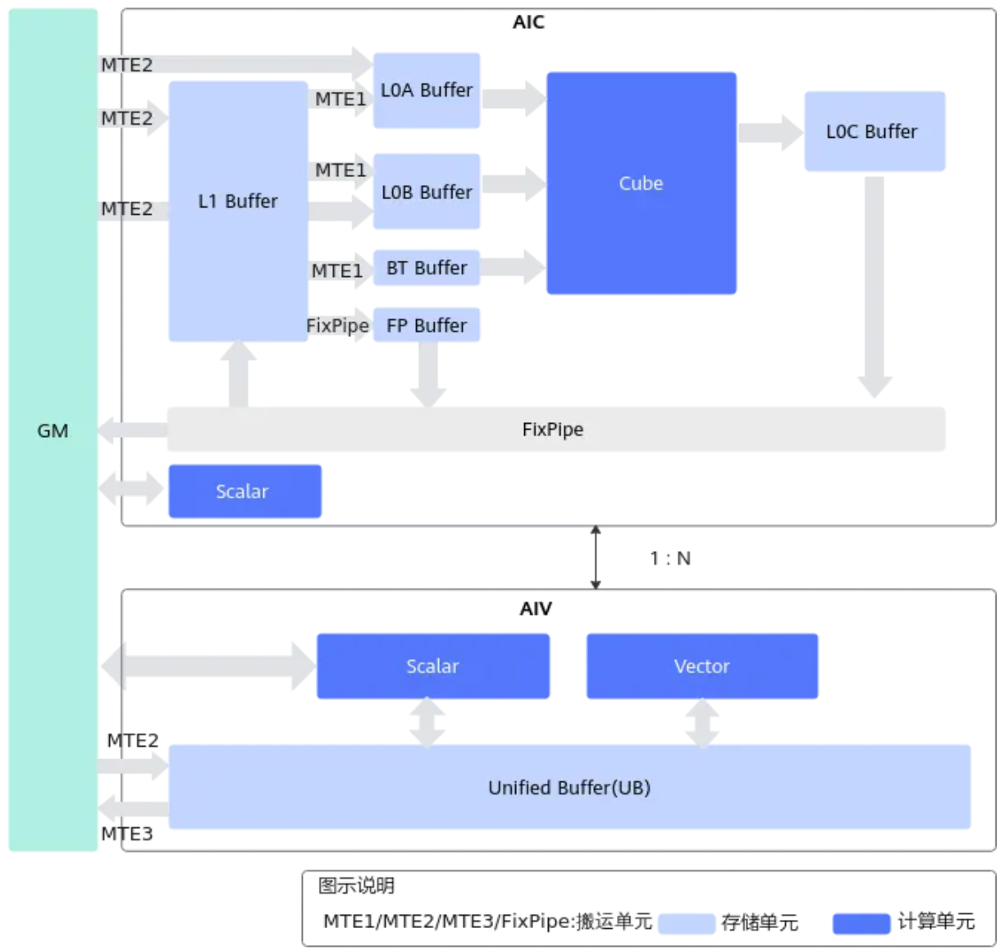 AIC
MTE2
L0A Buffer
MTE1
MTE2
L0C Buffer
MTE1
Cube
L0B Buffer
L1 Buffer
MTE2
BT Buffer
MTE1
FixPipe
FP Buffer
GM
FixPipe
Scalar
1 : N
AIV
Scalar
Vector
MTE2
Unified Buffer(UB)
MTE3
图示说明
MTE1/MTE2/MTE3/FixPipe:搬运单元
存储单元
计算单元